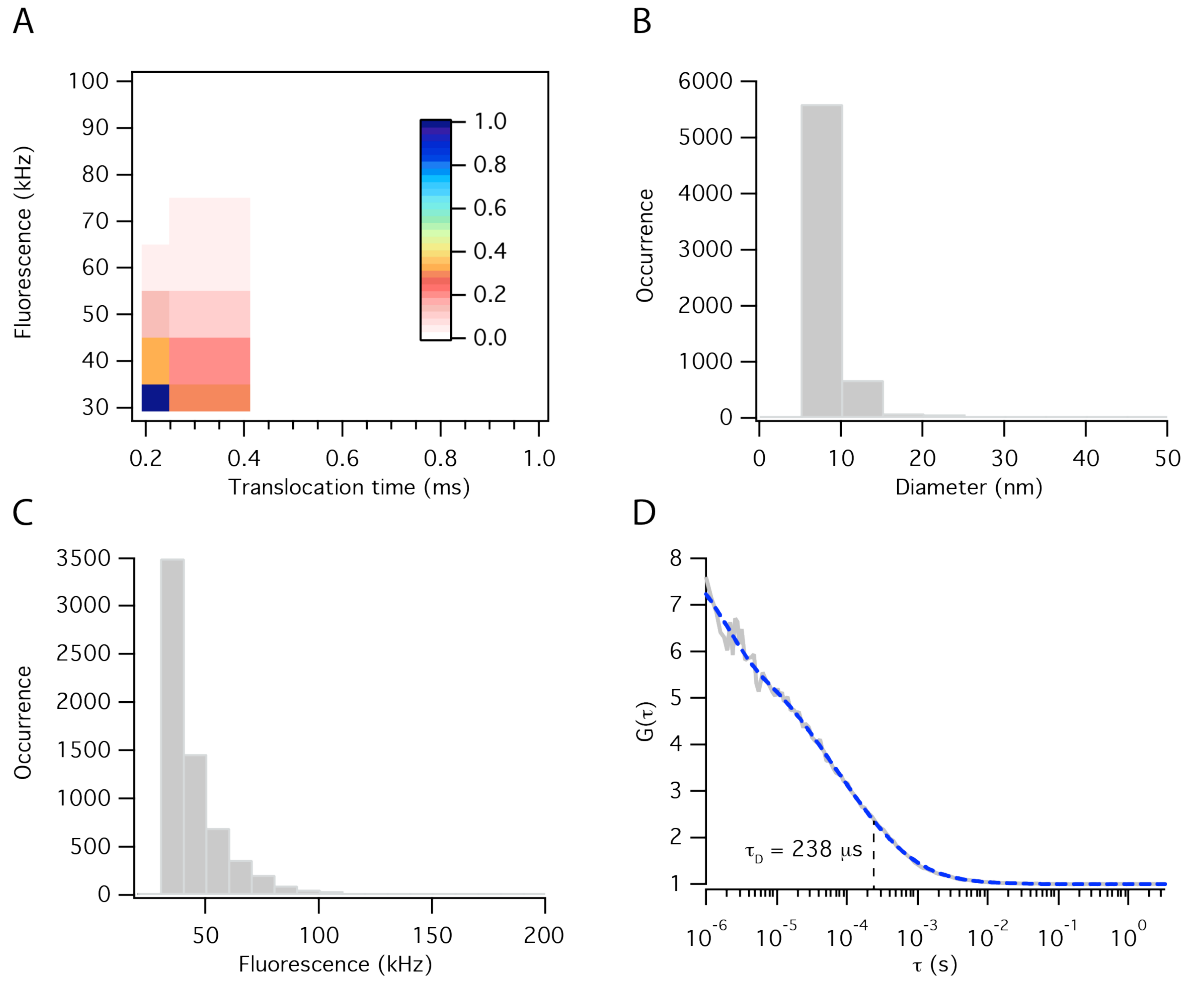 A
Fluorescence (kHz)
100
90
80
70
60
50
40
30
1.0
0.8
0.6
0.4
0.2
0.0
0.2 0.4 0.6 0.8 1.0
Translocation time (ms)
B
Occurrence
6000
5000
4000
3000
2000
1000
0
0 10 20 30 40 50
Diameter (nm)
C
Occurrence
3500
3000
2500
2000
1500
1000
500
0
50 100 150 200
Fluorescence (kHz)
D
G(τ)
8
7
6
5
4
3
2
1
τD = 238 µs
10-6 10-5 10-4 10-3 10-2 10-1 100
τ (s)